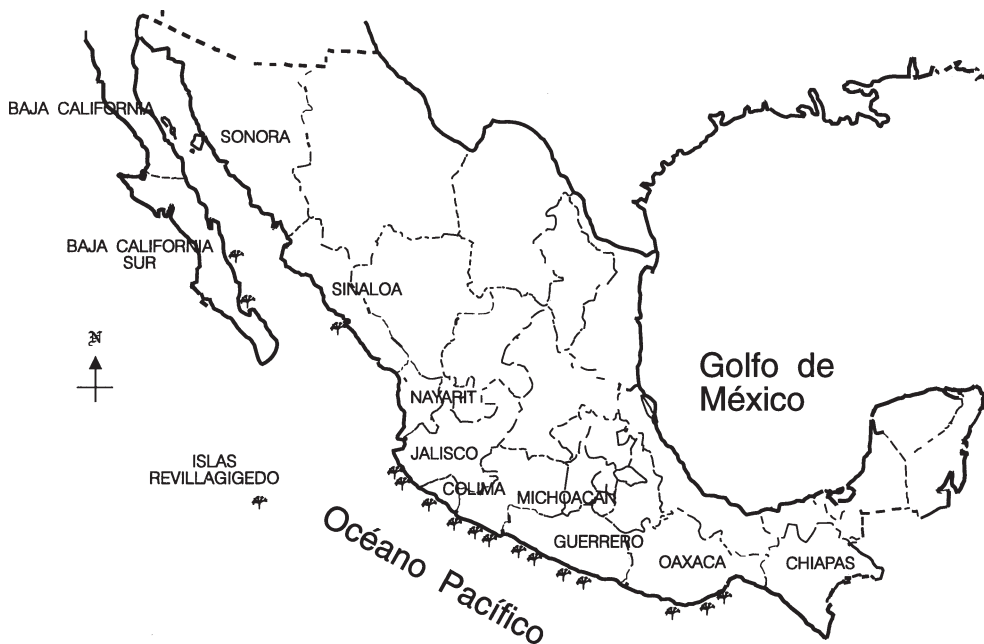 BAJA CALIFORNIA
SONORA
BAJA CALIFORNIA
SUR
SINALOA
N
Golfo de
México
NAYARIT
JALISCO
ISLAS
REVILLAGIGEDO
COLIMA
MICHOACAN
GUERRERO
OAXACA
CHIAPAS
Océano Pacífico